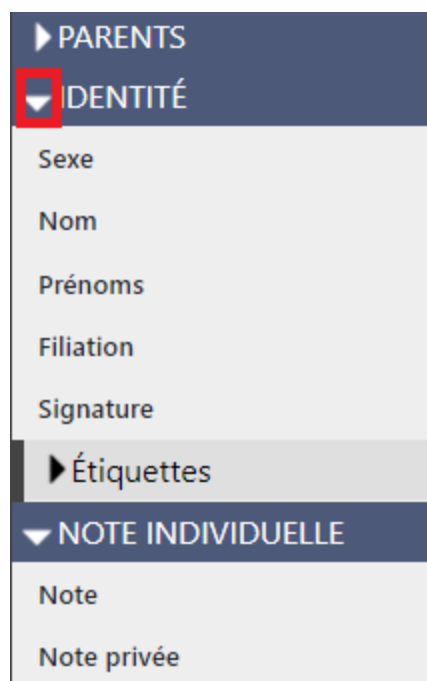 PARENTS
IDENTITÉ
Sexe
Nom
Prénoms
Filiation
Signature
Étiquettes
NOTE INDIVIDUELLE
Note
Note privée